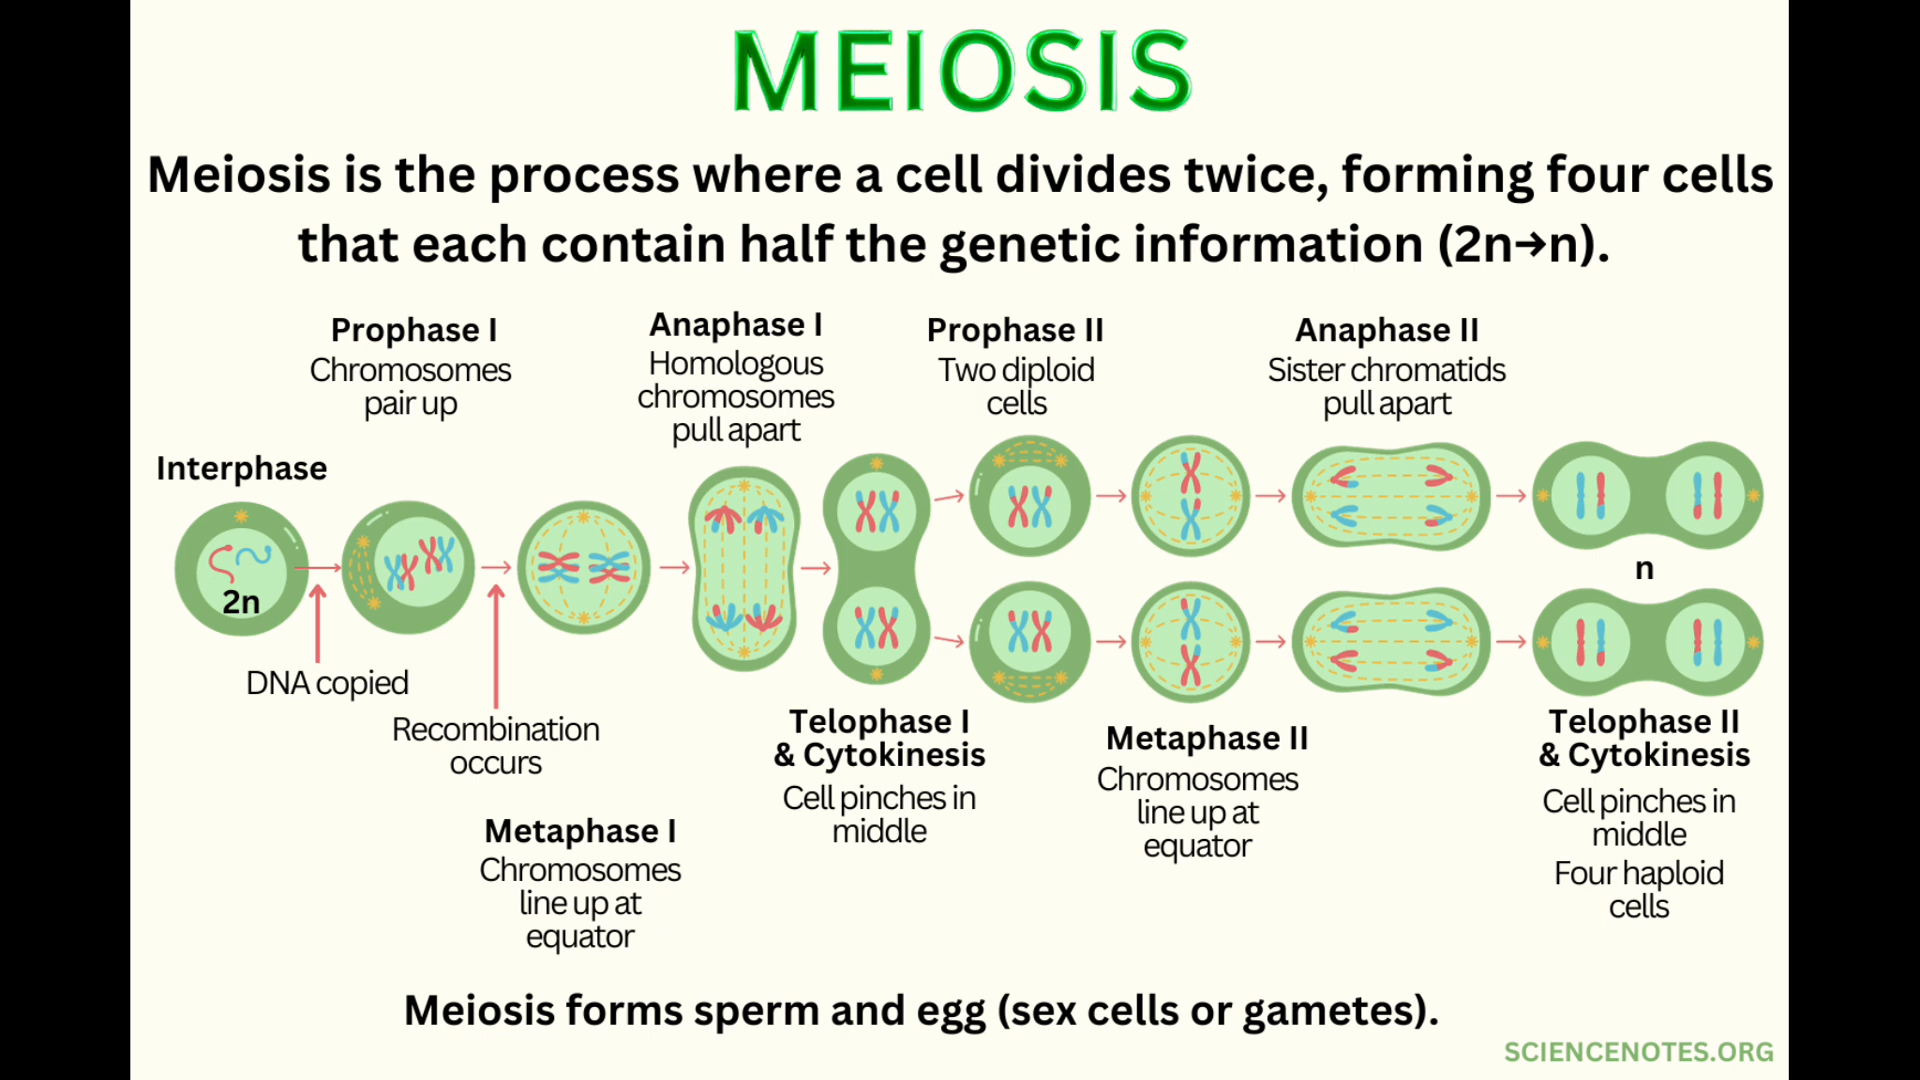 MEIOSIS
Meiosis is the process where a cell divides twice, forming four cells
that each contain half the genetic information (2n→n).
Interphase
2n
DNA copied
Prophase I
Chromosomes
pair up
Recombination
occurs
Metaphase I
Chromosomes
line up at
equator
Anaphase I
Homologous
chromosomes
pull apart
Telophase I
& Cytokinesis
Cell pinches in
middle
Prophase II
Two diploid
cells
Metaphase II
Chromosomes
line up at
equator
Anaphase II
Sister chromatids
pull apart
n
Telophase II
& Cytokinesis
Cell pinches in
middle
Four haploid
cells
Meiosis forms sperm and egg (sex cells or gametes).
SCIENCENOTES.ORG